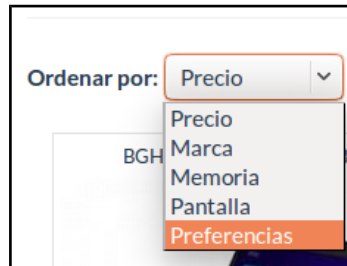 Ordenar por: Precio
Precio
BGH Marca
Memoria
Pantalla
Preferencias